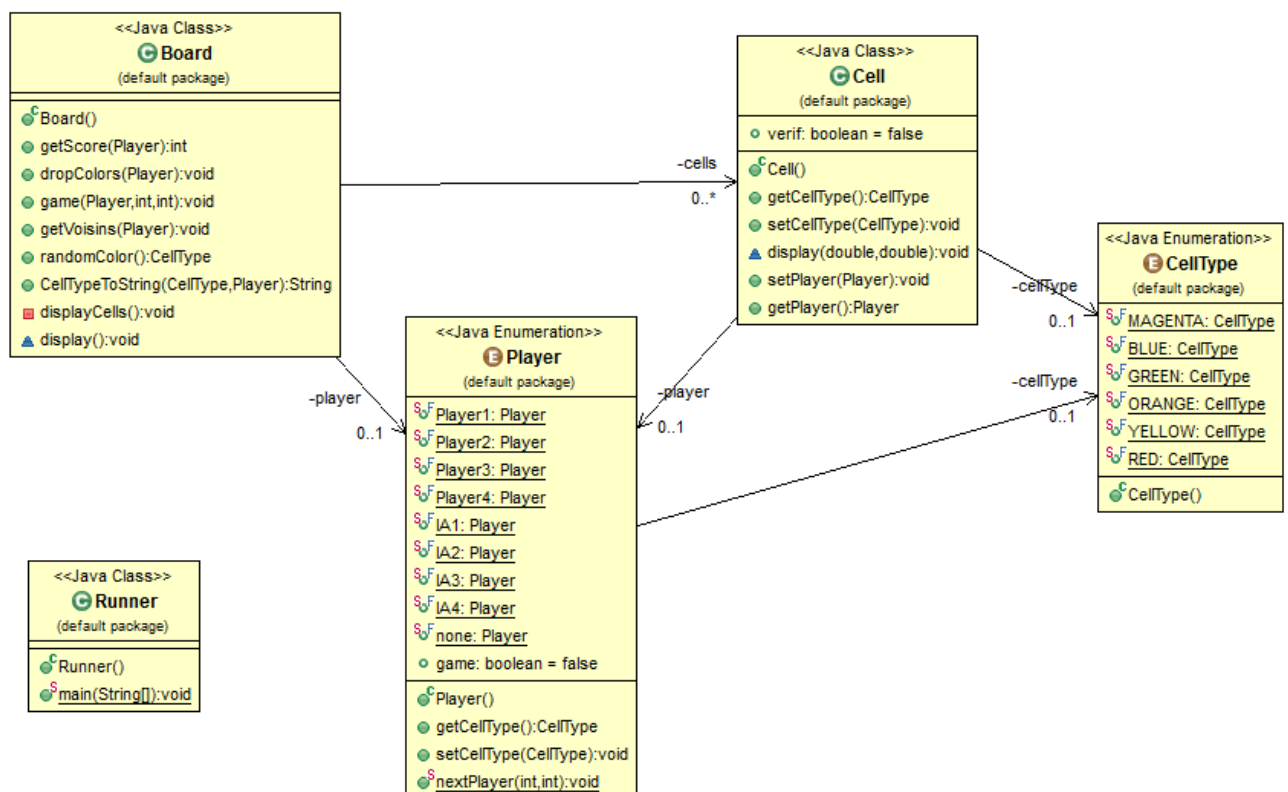 <<Java Class>>
Board
(default package)
Board()
getScore(Player):int
dropColors(Player):void
game(Player,int,int):void
getVoisins(Player):void
randomColor():CellType
CellTypeToString(CellType,Player):String
displayCells():void
display():void
-cells
0..*
<<Java Class>>
Cell
(default package)
verif: boolean = false
Cell()
getCellType():CellType
setCellType(CellType):void
display(double,double):void
setPlayer(Player):void
getPlayer():Player
-cellType
0..1
<<Java Enumeration>>
CellType
(default package)
MAGENTA: CellType
BLUE: CellType
GREEN: CellType
ORANGE: CellType
YELLOW: CellType
RED: CellType
CellType()
-player
0..1
<<Java Enumeration>>
Player
(default package)
Player1: Player
Player2: Player
Player3: Player
Player4: Player
IA1: Player
IA2: Player
IA3: Player
IA4: Player
none: Player
game: boolean = false
Player()
getCellType():CellType
setCellType(CellType):void
nextPlayer(int,int):void
-player
0..1
-cellType
0..1
<<Java Class>>
Runner
(default package)
Runner()
main(String[]):void